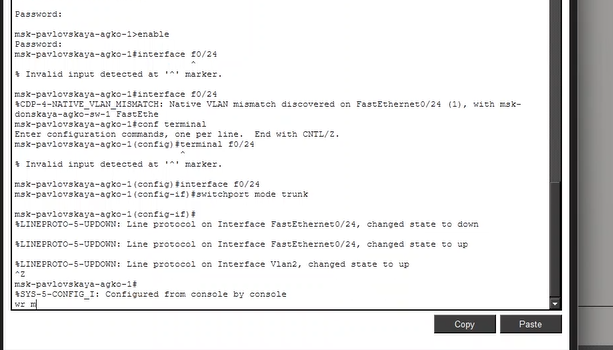 Password:
msk-pavlovskaya-agko-1>enable
Password:
msk-pavlovskaya-agko-1#interface f0/24
^
% Invalid input detected at '^' marker.
msk-pavlovskaya-agko-1#interface f0/24
%CDP-4-NATIVE_VLAN_MISMATCH: Native VLAN mismatch discovered on FastEthernet0/24 (1), with msk-
donskaya-agko-sw-1 FastEthe
msk-pavlovskaya-agko-1#conf terminal
Enter configuration commands, one per line.  End with CNTL/Z.
msk-pavlovskaya-agko-1(config)#terminal f0/24
^
% Invalid input detected at '^' marker.
msk-pavlovskaya-agko-1(config)#interface f0/24
msk-pavlovskaya-agko-1(config-if)#switchport mode trunk
msk-pavlovskaya-agko-1(config-if)#
%LINEPROTO-5-UPDOWN: Line protocol on Interface FastEthernet0/24, changed state to down
%LINEPROTO-5-UPDOWN: Line protocol on Interface FastEthernet0/24, changed state to up
%LINEPROTO-5-UPDOWN: Line protocol on Interface Vlan2, changed state to up
^Z
msk-pavlovskaya-agko-1#
%SYS-5-CONFIG_I: Configured from console by console
wr m
Copy Paste